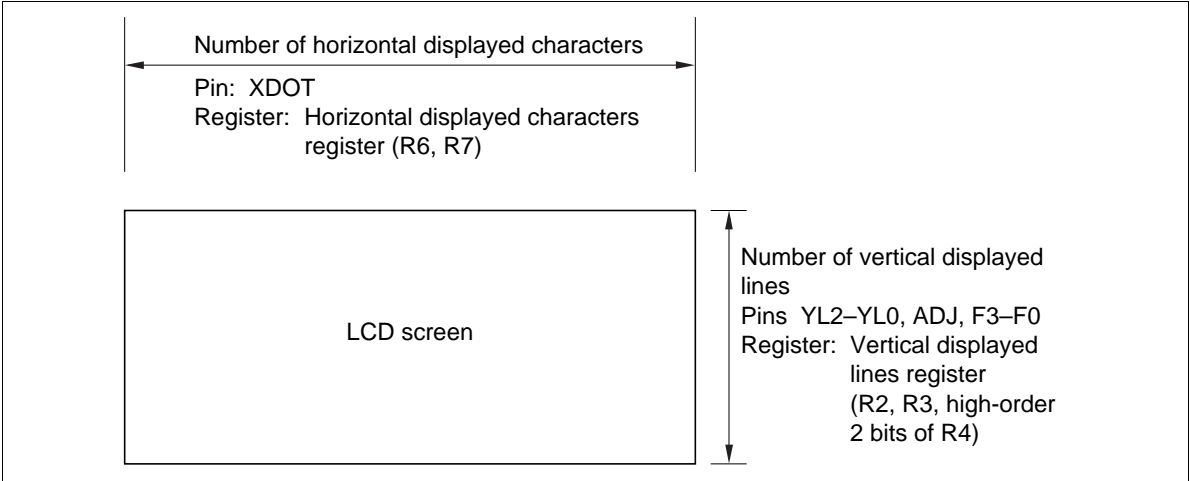 Number of horizontal displayed characters
Pin: XDOT
Register: Horizontal displayed characters
register (R6, R7)
LCD screen
Number of vertical displayed
lines
Pins YL2–YL0, ADJ, F3–F0
Register: Vertical displayed
lines register
(R2, R3, high-order
2 bits of R4)